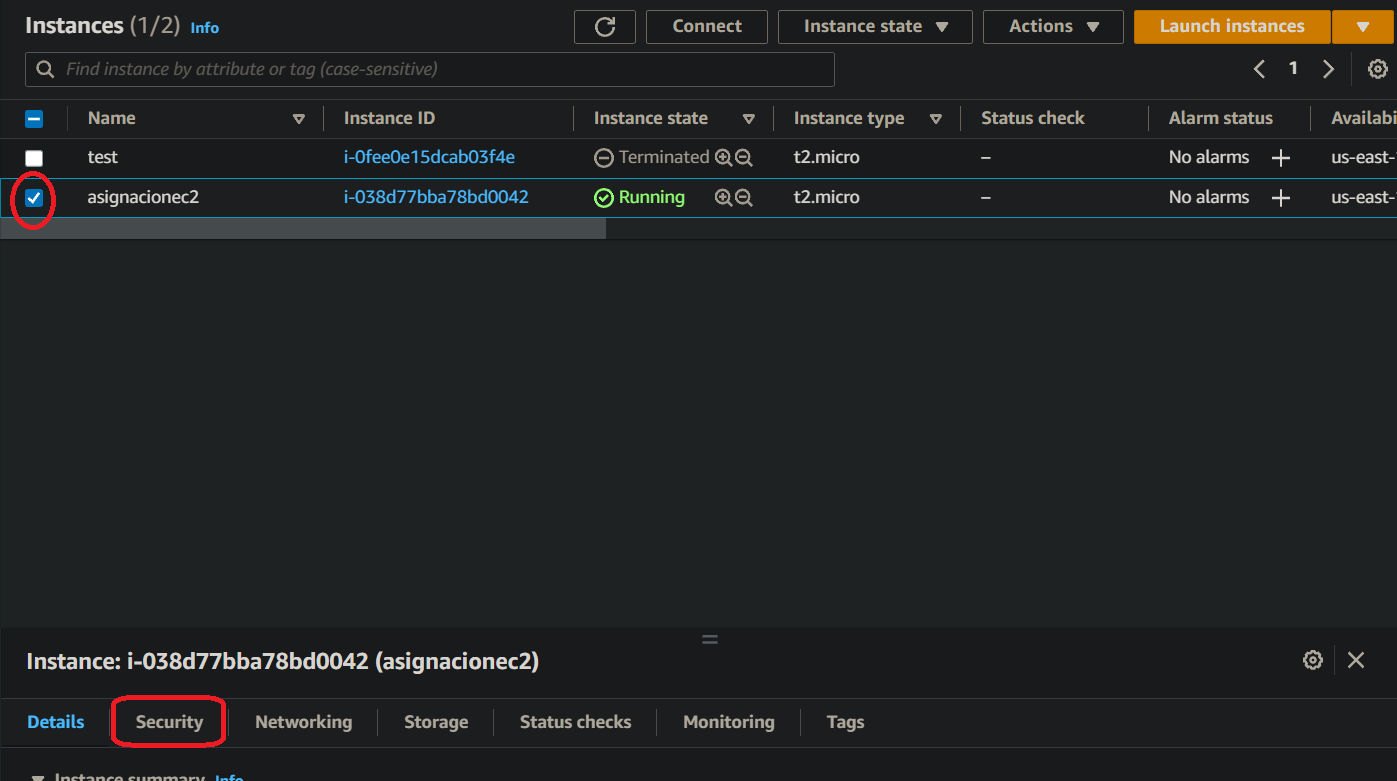 Instances (1/2) Info Connect Instance state Actions Launch instances
Find instance by attribute or tag (case-sensitive) 1
Name Instance ID Instance state Instance type Status check Alarm status Availabi
test i-0fee0e15dcab03f4e Terminated t2.micro – No alarms + us-east-
asignacionec2 i-038d77bba78bd0042 Running t2.micro – No alarms + us-east-
Instance: i-038d77bba78bd0042 (asignacionec2)
Details Security Networking Storage Status checks Monitoring Tags
Instance summary Info